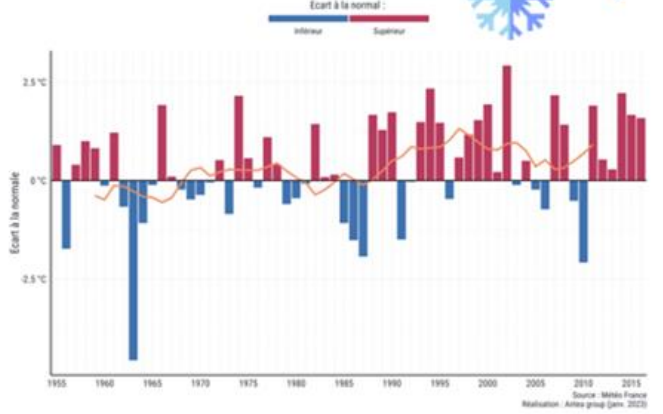 Ecart à la normal :
Inférieur Supérieur
2.5 °C
0 °C
-2.5 °C
Ecart à la normale
1955 1960 1965 1970 1975 1980 1985 1990 1995 2000 2005 2010 2015
Source : Météo France
Réalisation : Airlea group (janv. 2023)